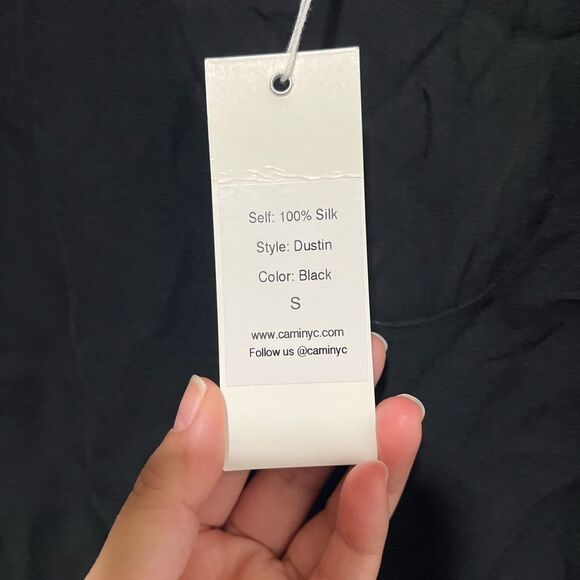 Self: 100% Silk
Style: Dustin
Color: Black
S
www.caminyc.com
Follow us @caminyc